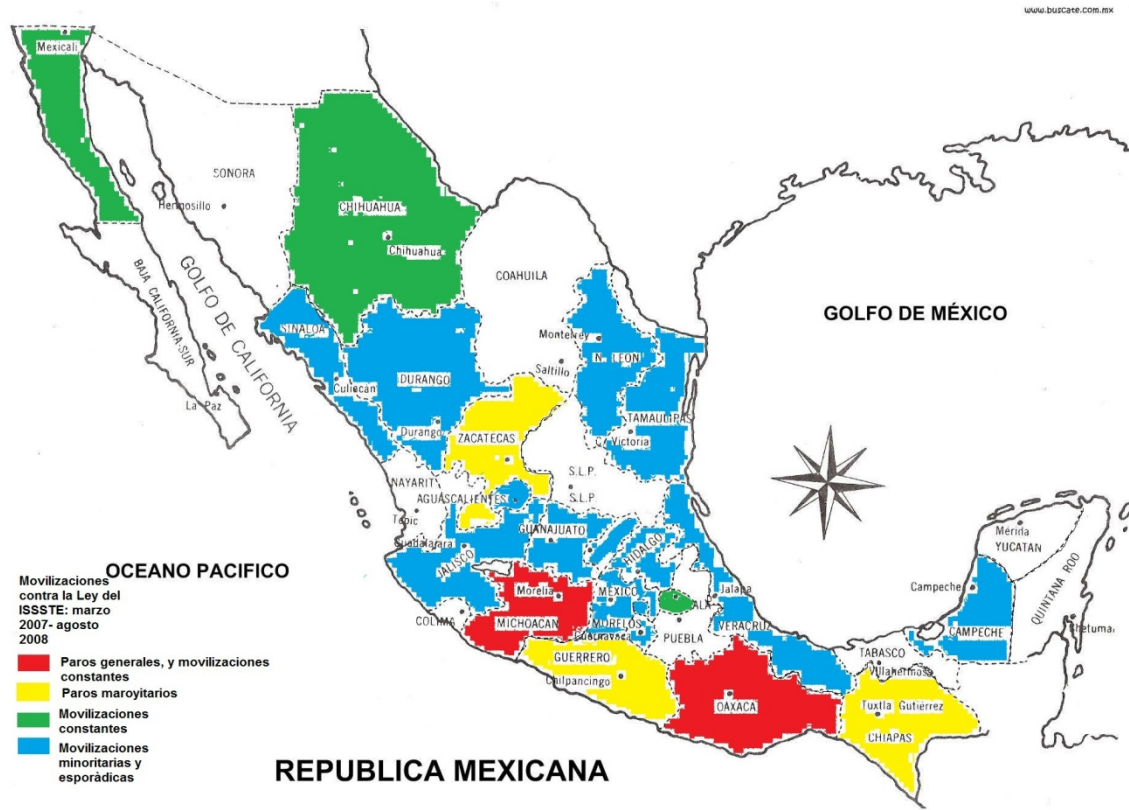 www.buscate.com.mx
Mexicali
SONORA
Hermosillo
CHIHUAHUA
Chihuahua
COAHUILA
BAJA CALIFORNIA-SUR
GOLFO DE CALIFORNIA
La Paz
SINALOA
Culiacán
DURANGO
Durango
Monterrey
N. LEON
Saltillo
TAMAULIPAS
C. Victoria
GOLFO DE MÉXICO
ZACATECAS
S.L.P.
S.L.P.
NAYARIT
AGUASCALIENTES
Tepic
Guadalajara
GUANAJUATO
HIDALGO
JALISCO
OCEANO PACIFICO
COLIMA
Morelia
MICHOACAN
MEXICO
MORELOS
Cuernavaca
ALA
PUEBLA
Jalapa
VERACRUZ
GUERRERO
Chilpancingo
OAXACA
TABASCO
Villahermosa
Tuxtla Gutiérrez
CHIAPAS
Campeche
CAMPECHE
Mérida
YUCATAN
QUINTANA ROO
Chetumal
Movilizaciones
contra la Ley del
ISSSTE: marzo
2007- agosto
2008
Paros generales, y movilizaciones
constantes
Paros maroyitarios
Movilizaciones
constantes
Movilizaciones
minoritarias y
esporàdicas
REPUBLICA MEXICANA